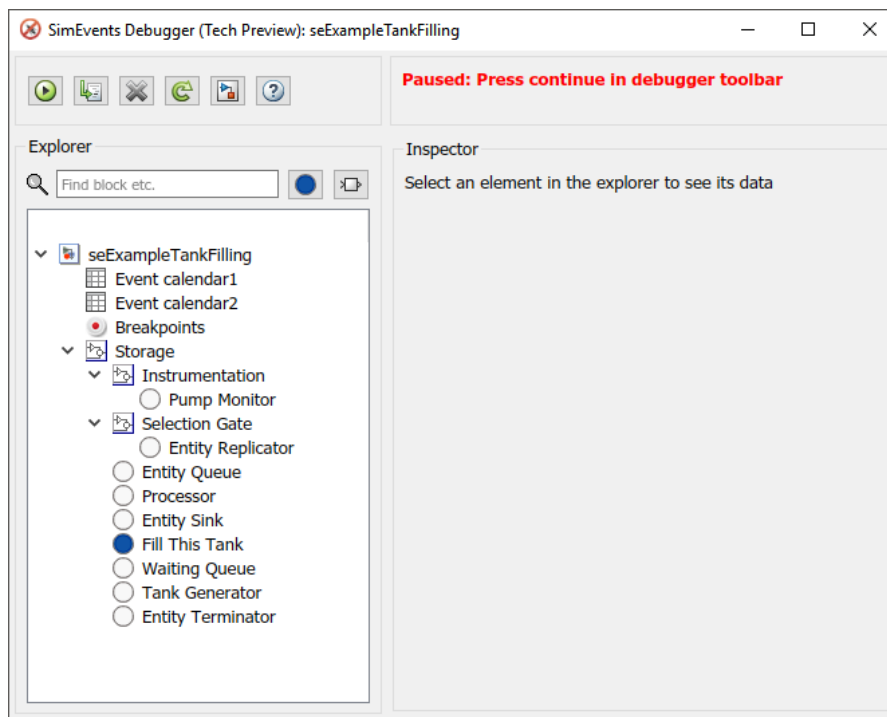 SimEvents Debugger (Tech Preview): seExampleTankFilling
Paused: Press continue in debugger toolbar
Explorer
Find block etc.
seExampleTankFilling
Event calendar1
Event calendar2
Breakpoints
Storage
Instrumentation
Pump Monitor
Selection Gate
Entity Replicator
Entity Queue
Processor
Entity Sink
Fill This Tank
Waiting Queue
Tank Generator
Entity Terminator
Inspector
Select an element in the explorer to see its data